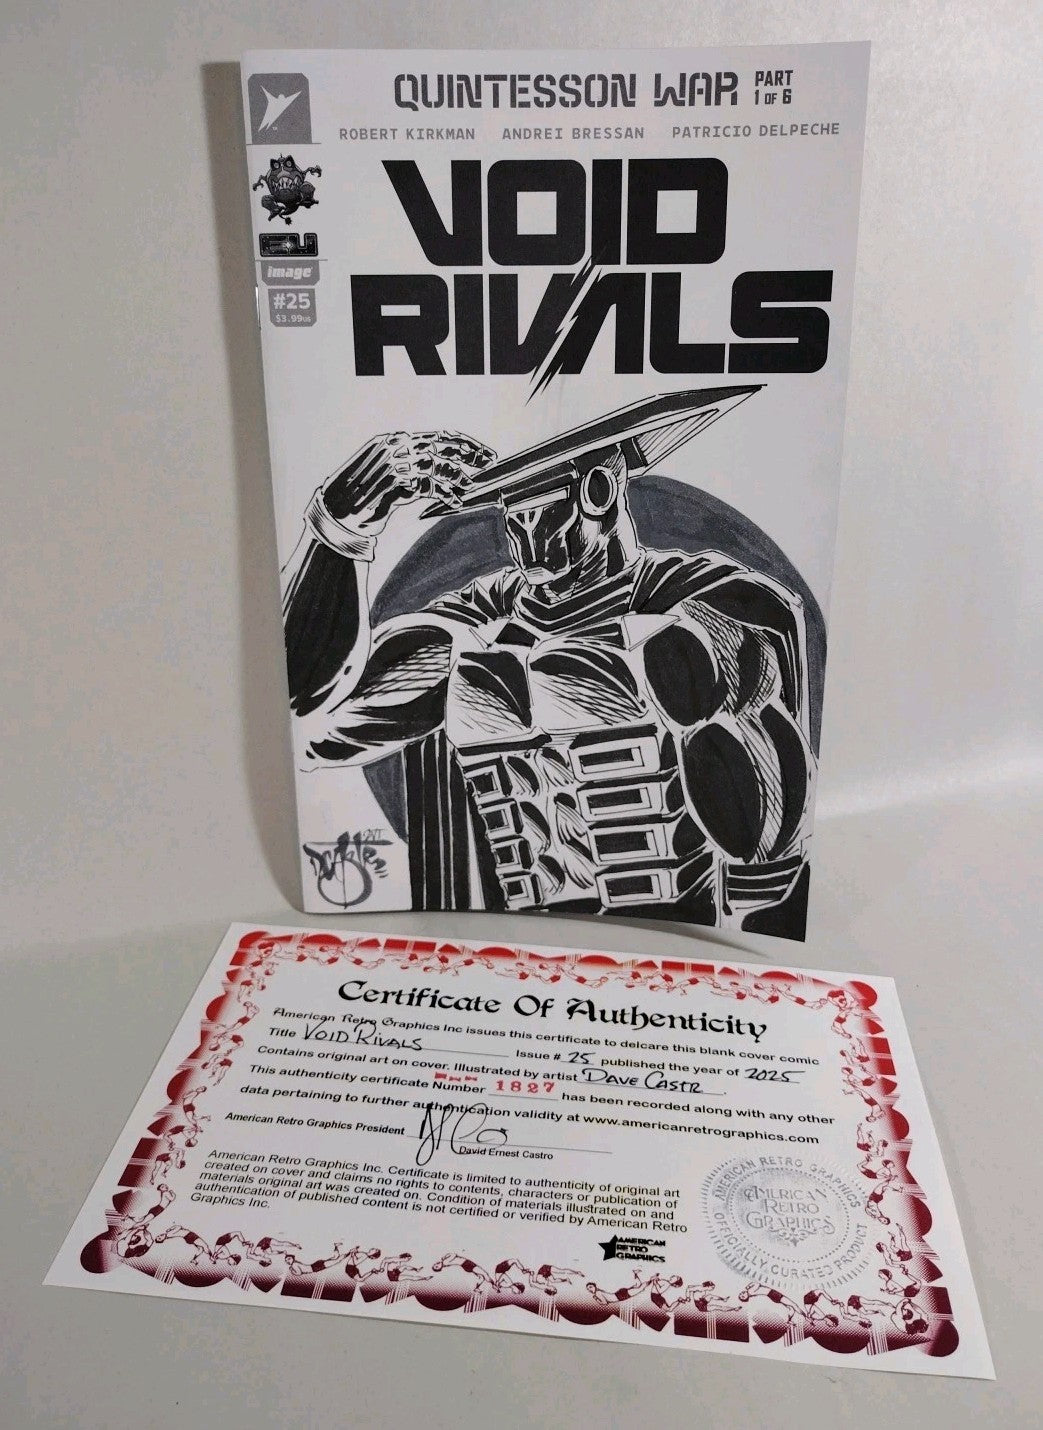 QUINTESSON WAR PART 1 OF 6
ROBERT KIRKMAN ANDREI BRESSAN PATRICIO DELPECHE
VOID
RIVALS
EU
image
#25
$3.99US
Certificate Of Authenticity
American Retro Graphics Inc issues this certificate to delcare this blank cover comic
Title VOID RIVALS Issue # 25 published the year of 2025
Contains original art on cover. Illustrated by artist DAVE CASTR.
This authenticity certificate Number 1827 has been recorded along with any other
data pertaining to further authentication validity at www.americanretrographics.com
American Retro Graphics President
David Ernest Castro
American Retro Graphics Inc. Certificate is limited to authenticity of original art
created on cover and claims no rights to contents, characters or publication of
materials original art was created on. Condition of materials illustrated on and
authentication of published content is not certified or verified by American Retro
Graphics Inc.
AMERICAN
RETRO
GRAPHICS
AMERICAN RETRO GRAPHICS
AMERICAN
RETRO
GRAPHICS
OFFICIALLY CURATED PRODUCT